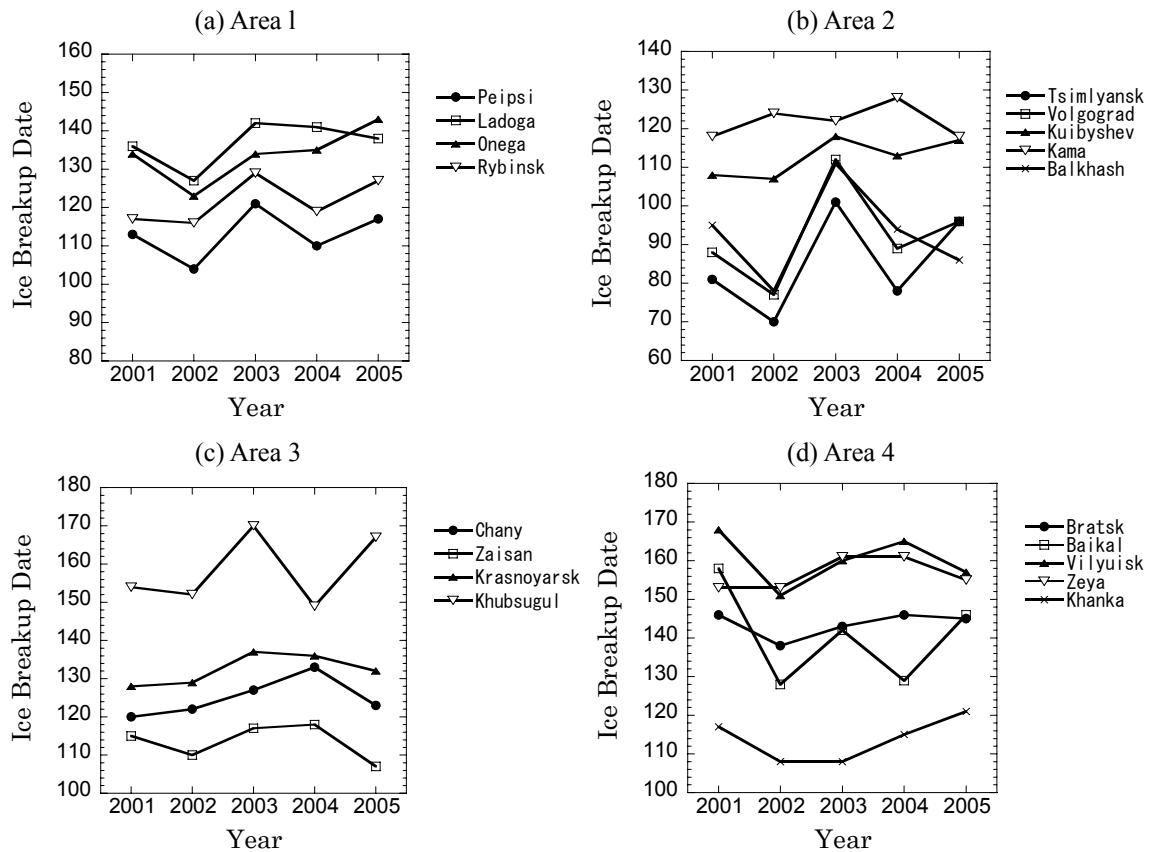 (a) Area 1
Ice Breakup Date
160
150
140
130
120
110
100
90
80
2001 2002 2003 2004 2005
Year
Peipsi
Ladoga
Onega
Rybinsk
(b) Area 2
Ice Breakup Date
140
130
120
110
100
90
80
70
60
2001 2002 2003 2004 2005
Year
Tsimlyansk
Volgograd
Kuibyshev
Kama
Balkhash
(c) Area 3
Ice Breakup Date
180
170
160
150
140
130
120
110
100
2001 2002 2003 2004 2005
Year
Chany
Zaisan
Krasnoyarsk
Khubsugul
(d) Area 4
Ice Breakup Date
180
170
160
150
140
130
120
110
100
2001 2002 2003 2004 2005
Year
Bratsk
Baikal
Vilyuisk
Zeya
Khanka